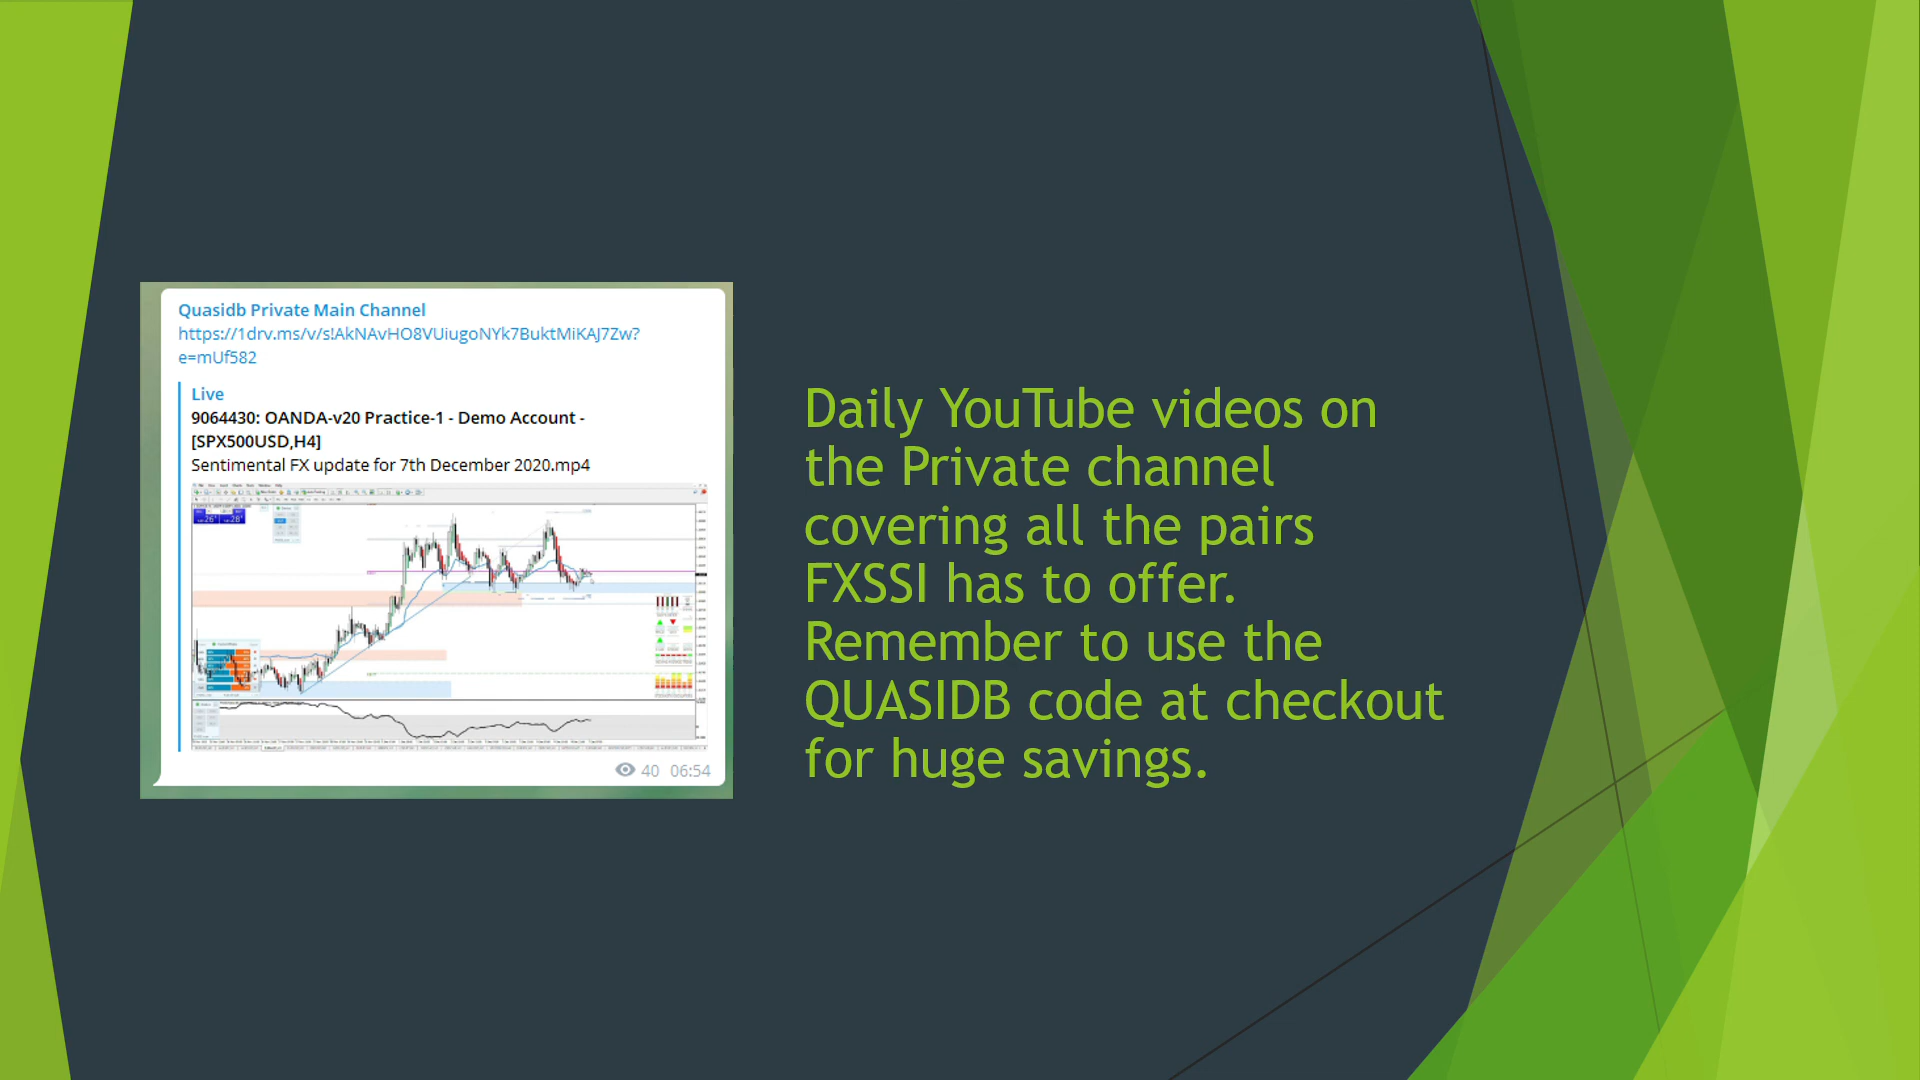 Quasidb Private Main Channel
https://1drv.ms/v/s!AkNAvHO8VUiugoNYk7BuktMiKAJ7Zw?
e=mUf582
Live
9064430: OANDA-v20 Practice-1 - Demo Account -
[SPX500USD,H4]
Sentimental FX update for 7th December 2020.mp4
40 06:54
Daily YouTube videos on
the Private channel
covering all the pairs
FXSSI has to offer.
Remember to use the
QUASIDB code at checkout
for huge savings.